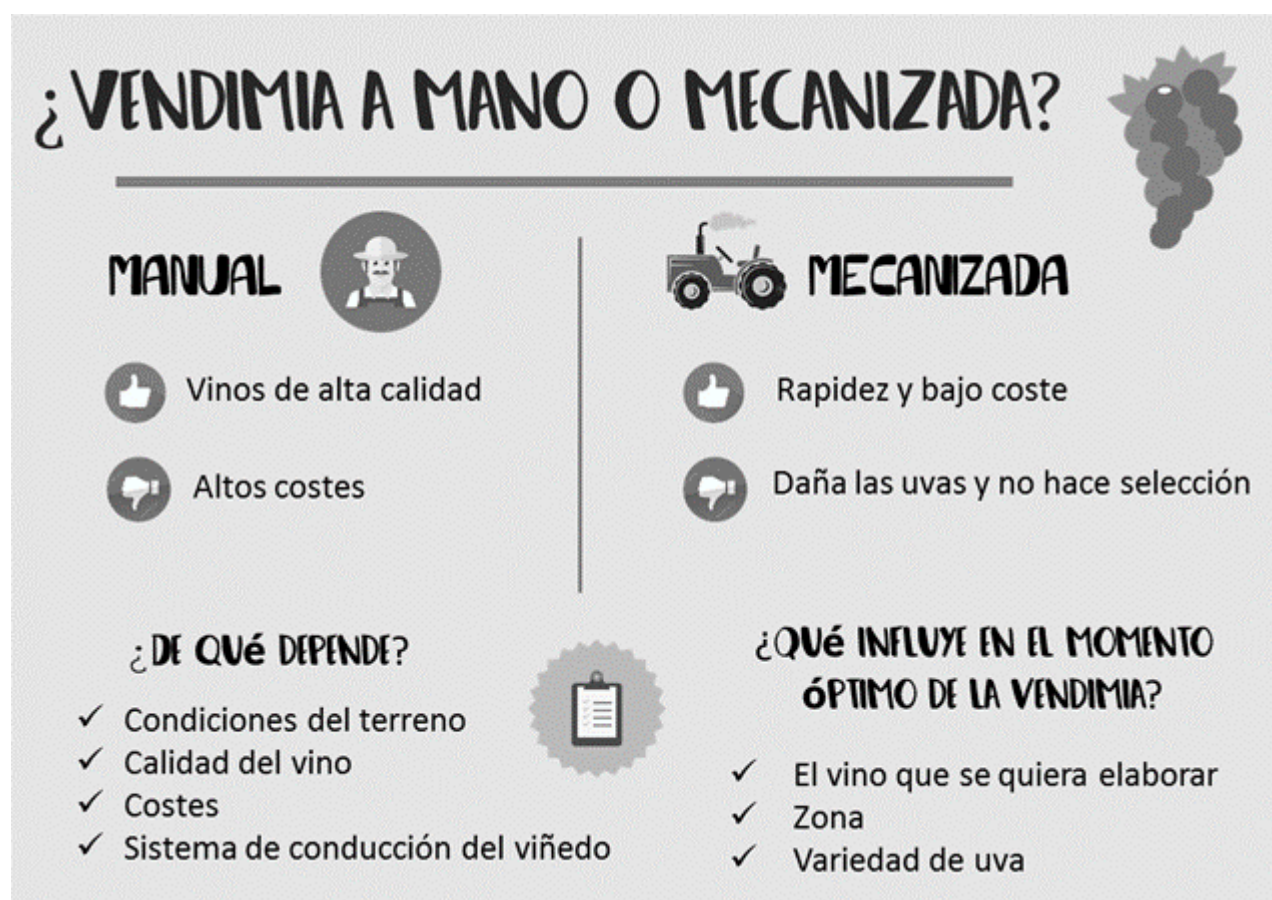 ¿VENDIMIA A MANO O MECANIZADA?
MANUAL
Vinos de alta calidad
Altos costes
MECANIZADA
Rapidez y bajo coste
Daña las uvas y no hace selección
¿DE QUé DEPENDE?
✓ Condiciones del terreno
✓ Calidad del vino
✓ Costes
✓ Sistema de conducción del viñedo
¿QUé INFLUYE EN EL MOMENTO
óPTIMO DE LA VENDIMIA?
✓ El vino que se quiera elaborar
✓ Zona
✓ Variedad de uva